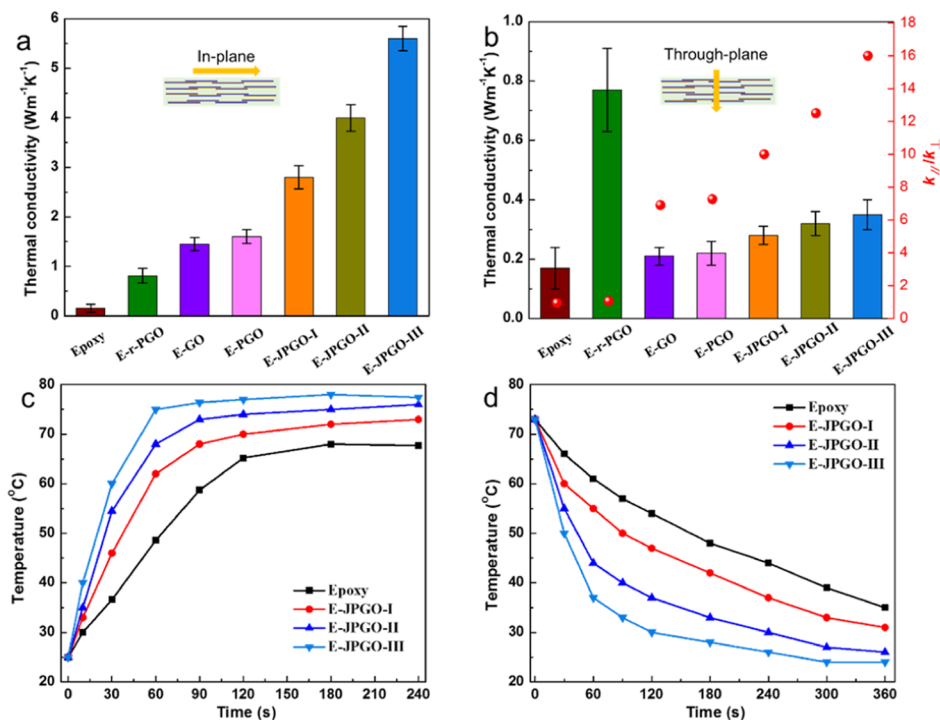 a
In-plane
Thermal conductivity (Wm⁻¹K⁻¹)
6
5
4
3
2
1
0
Epoxy
E-r-PGO
E-GO
E-PGO
E-JPGO-I
E-JPGO-II
E-JPGO-III
b
Through-plane
Thermal conductivity (Wm⁻¹K⁻¹)
1.0
0.8
0.6
0.4
0.2
0.0
18
16
14
12
10
8
6
4
2
0
k∥/k⊥
Epoxy
E-r-PGO
E-GO
E-PGO
E-JPGO-I
E-JPGO-II
E-JPGO-III
c
Temperature (°C)
80
70
60
50
40
30
20
Epoxy
E-JPGO-I
E-JPGO-II
E-JPGO-III
0 30 60 90 120 150 180 210 240
Time (s)
d
Temperature (°C)
80
70
60
50
40
30
20
Epoxy
E-JPGO-I
E-JPGO-II
E-JPGO-III
0 60 120 180 240 300 360
Time (s)